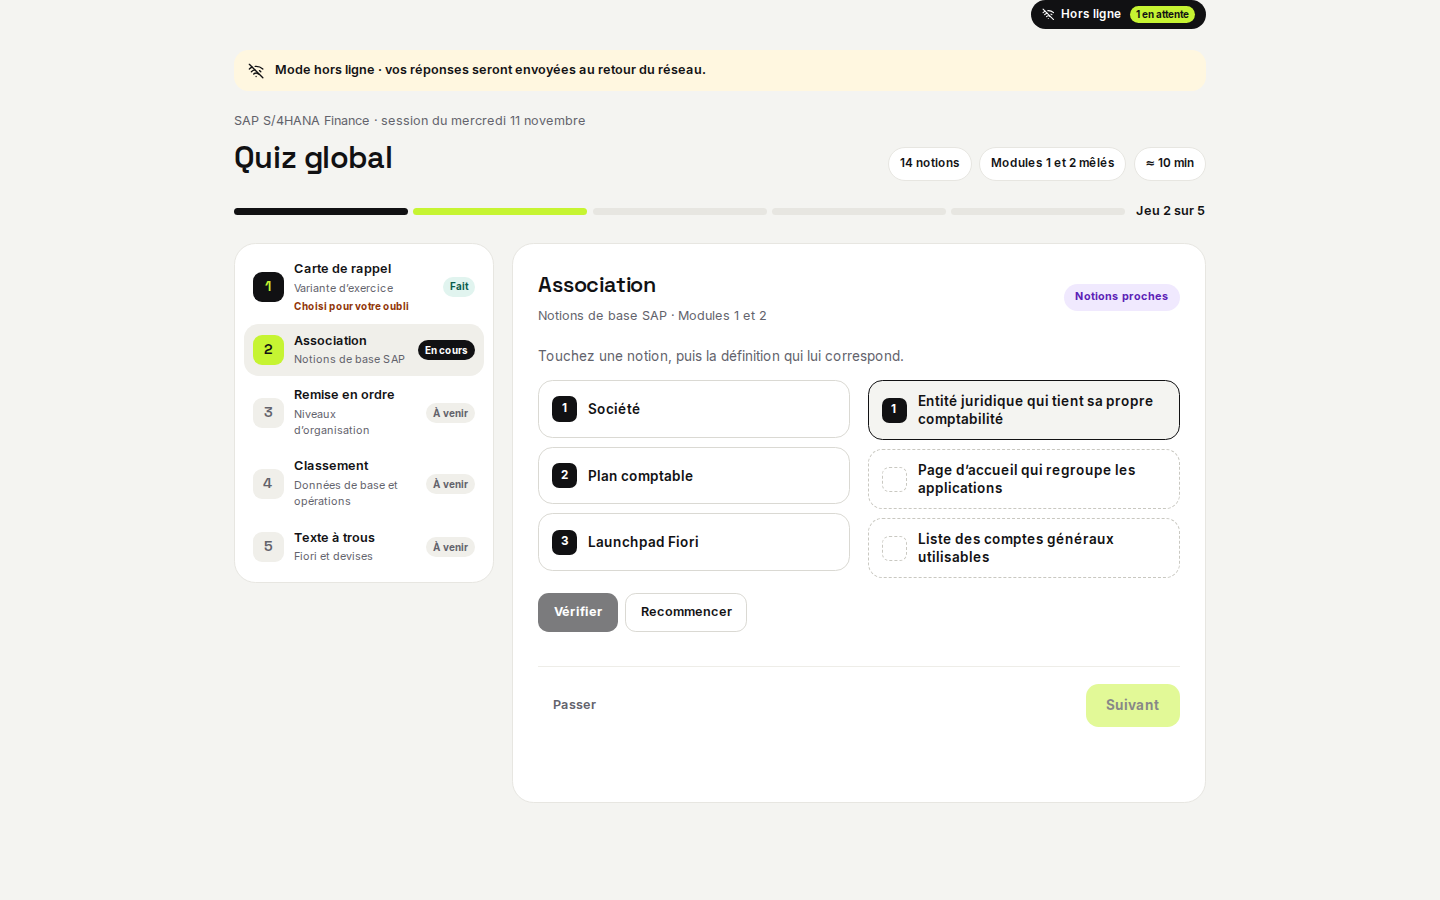 Hors ligne 1 en attente
Mode hors ligne · vos réponses seront envoyées au retour du réseau.
SAP S/4HANA Finance · session du mercredi 11 novembre
Quiz global
14 notions
Modules 1 et 2 mêlés
≈ 10 min
Jeu 2 sur 5
1
Carte de rappel
Variante d’exercice
Choisi pour votre oubli
Fait
2
Association
Notions de base SAP
En cours
3
Remise en ordre
Niveaux
d’organisation
À venir
4
Classement
Données de base et
opérations
À venir
5
Texte à trous
Fiori et devises
À venir
Association
Notions de base SAP · Modules 1 et 2
Notions proches
Touchez une notion, puis la définition qui lui correspond.
1 Société
2 Plan comptable
3 Launchpad Fiori
1
Entité juridique qui tient sa propre
comptabilité
Page d’accueil qui regroupe les
applications
Liste des comptes généraux
utilisables
Vérifier
Recommencer
Passer
Suivant